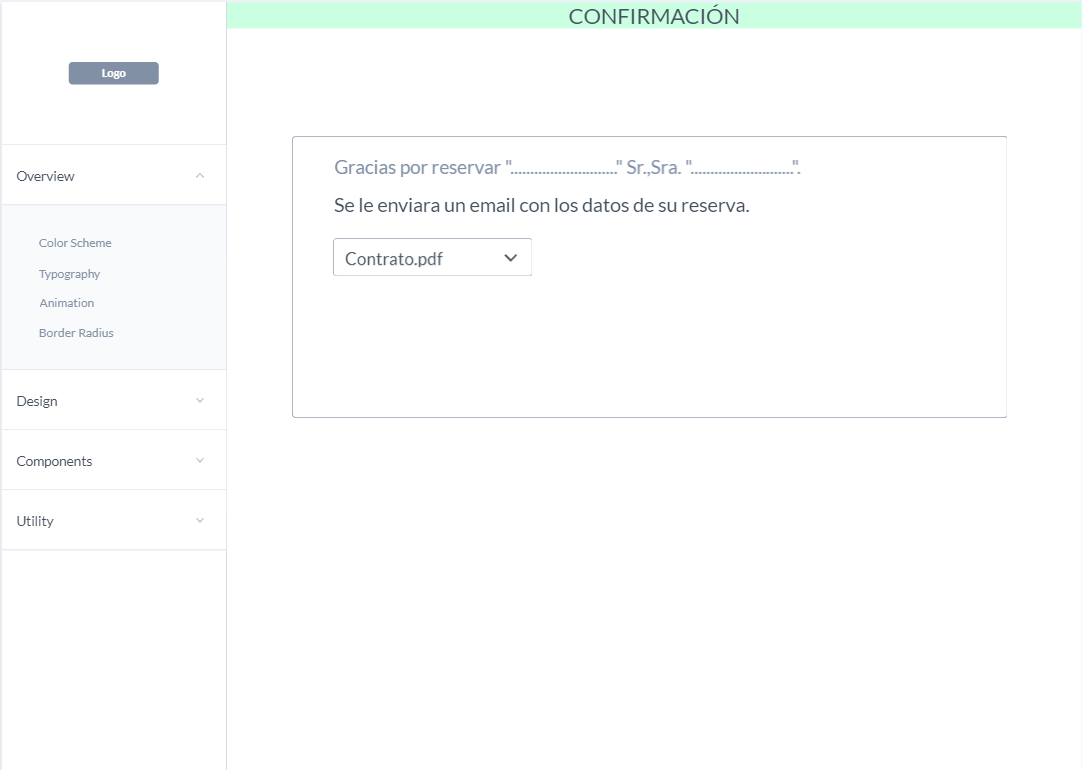 CONFIRMACIÓN
Logo
Overview
Color Scheme
Typography
Animation
Border Radius
Design
Components
Utility
Gracias por reservar "..........................." Sr.,Sra. "..........................".
Se le enviara un email con los datos de su reserva.
Contrato.pdf